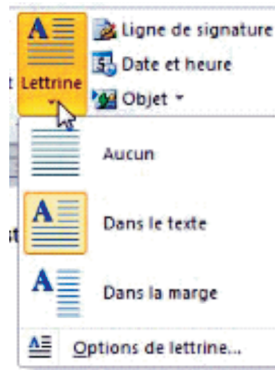 Ligne de signature
Date et heure
Lettrine
Objet
Aucun
Dans le texte
Dans la marge
Options de lettrine...